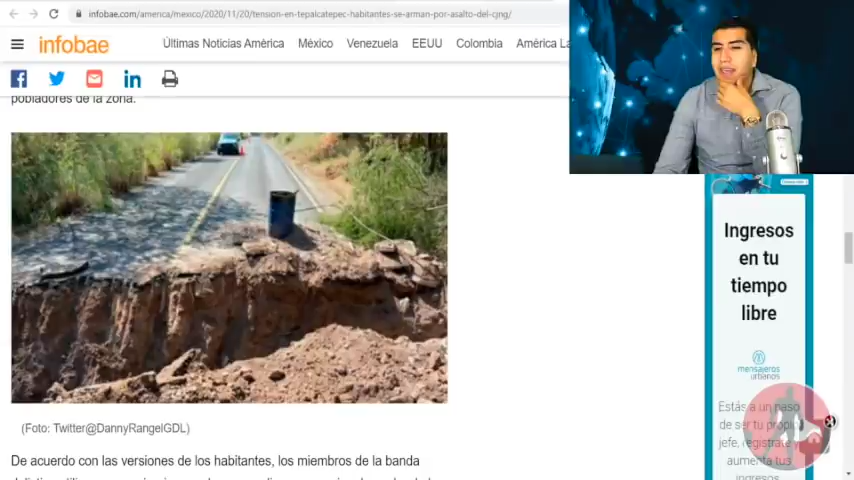 infobae.com/america/mexico/2020/11/20/tension-en-tepalcatepec-habitantes-se-arman-por-asalto-del-cjng/
infobae
Últimas Noticias América México Venezuela EEUU Colombia América La
pobladores de la zona.
(Foto: Twitter@DannyRangelGDL)
De acuerdo con las versiones de los habitantes, los miembros de la banda
Ingresos
en tu
tiempo
libre
mensajeros
urbanos
Estás a un paso
de ser tu propio
jefe, regístrate y
aumenta tus
ingresos